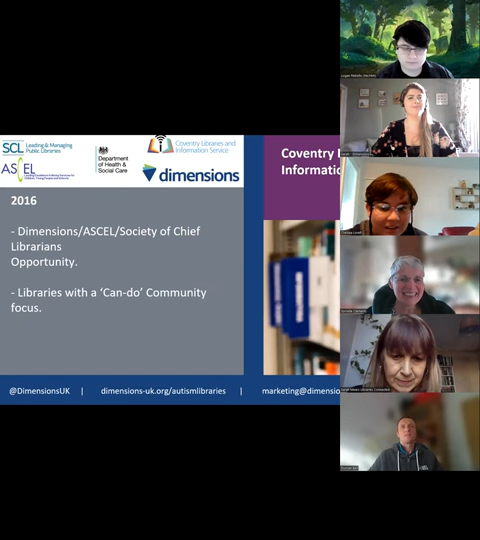 SCL Leading & Managing
Public Libraries
ASCEL
Department
of Health &
Social Care
Coventry Libraries and
Information Service
dimensions
2016
- Dimensions/ASCEL/Society of Chief
Librarians
Opportunity.
- Libraries with a ‘Can-do’ Community
focus.
Coventry
Informatio
@DimensionsUK | dimensions-uk.org/autismlibraries | marketing@dimensio